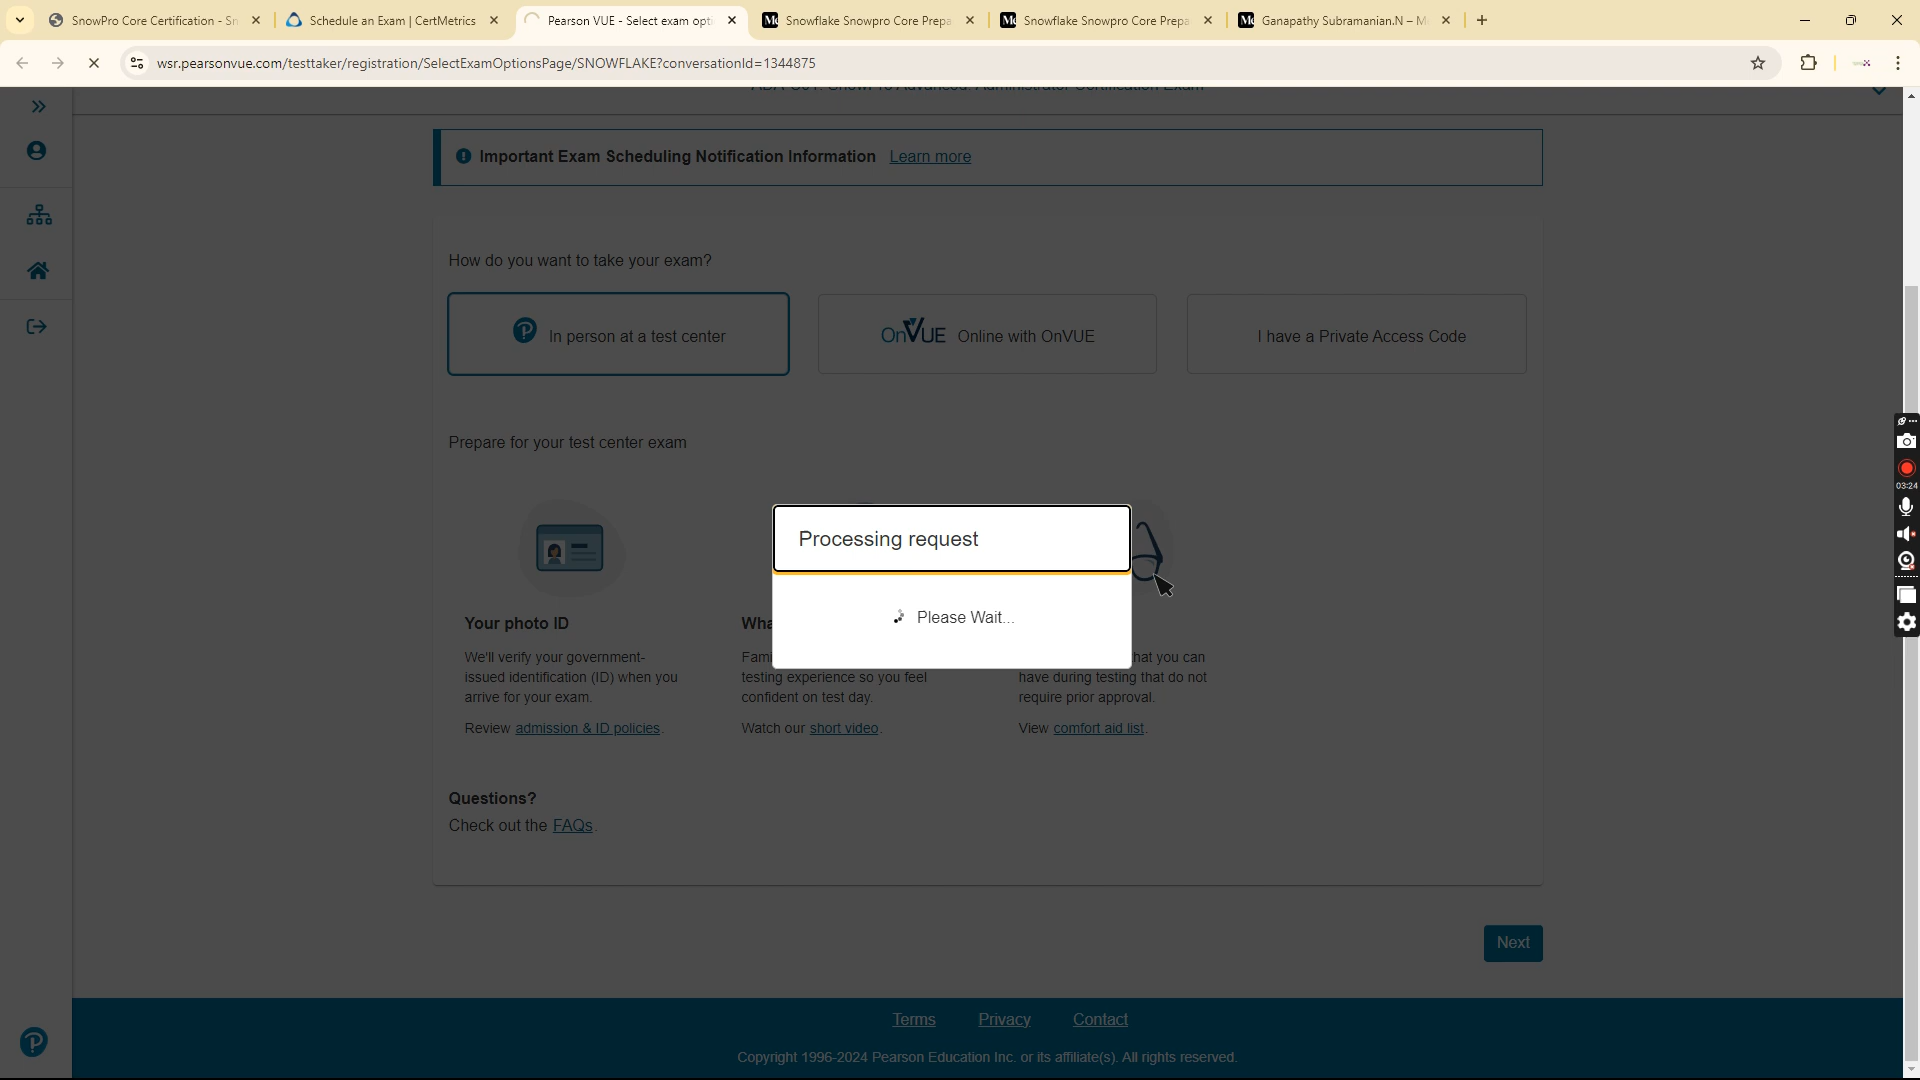 SnowPro Core Certification - Sn
Schedule an Exam | CertMetrics
Pearson VUE - Select exam opti
Snowflake Snowpro Core Prepa
Snowflake Snowpro Core Prepa
Ganapathy Subramanian.N – M
wsr.pearsonvue.com/testtaker/registration/SelectExamOptionsPage/SNOWFLAKE?conversationId=1344875
Important Exam Scheduling Notification Information Learn more
How do you want to take your exam?
In person at a test center
OnVUE Online with OnVUE
I have a Private Access Code
Prepare for your test center exam
Processing request
Please Wait...
Your photo ID
We'll verify your government-
issued identification (ID) when you
arrive for your exam.
Review admission & ID policies.
testing experience so you feel
confident on test day.
Watch our short video.
hat you can
have during testing that do not
require prior approval.
View comfort aid list.
Questions?
Check out the FAQs.
Next
Terms Privacy Contact
Copyright 1996-2024 Pearson Education Inc. or its affiliate(s). All rights reserved.
03:24